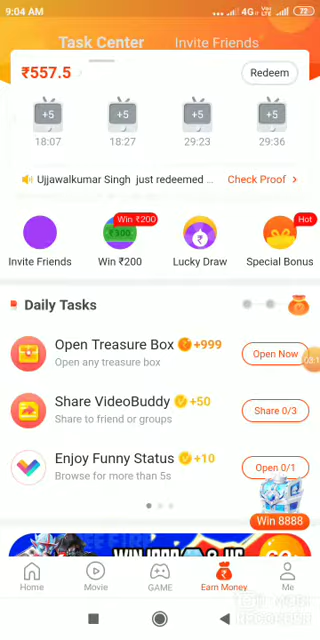 9:04 AM 4G Vo LTE 72
Task Center Invite Friends
₹557.5 Redeem
+5 +5 +5 +5
18:07 18:27 29:23 29:36
Ujjawalkumar Singh just redeemed .. Check Proof >
Win ₹200 Hot
₹300
Invite Friends Win ₹200 Lucky Draw Special Bonus
Daily Tasks
Open Treasure Box +999
Open any treasure box
Open Now
Share VideoBuddy +50
Share to friend or groups
Share 0/3
Enjoy Funny Status +10
Browse for more than 5s
Open 0/1
Win 8888
Home Movie GAME Earn Money Me